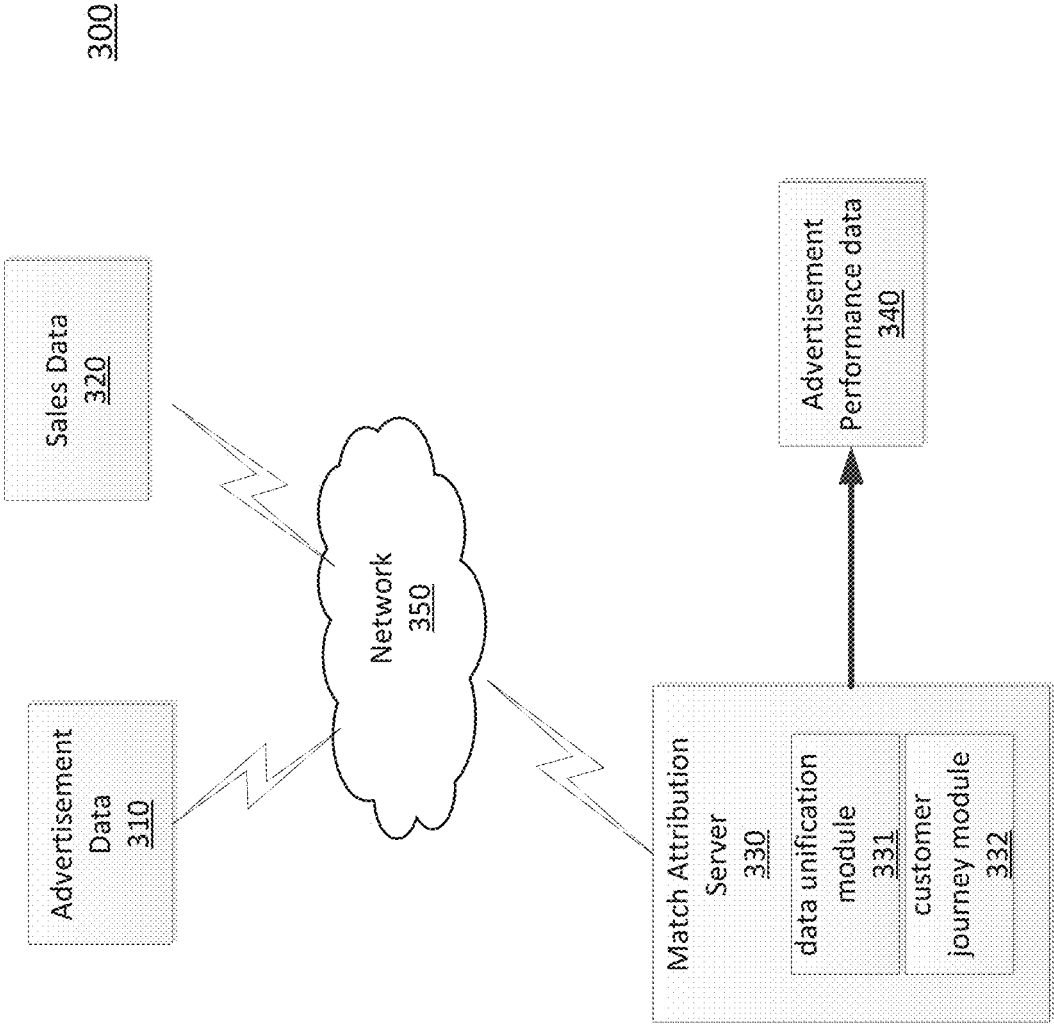 300
Advertisement
Data
310
Sales Data
320
Network
350
Match Attribution
Server
330
data unification
module
331
customer
journey module
332
Advertisement
Performance data
340